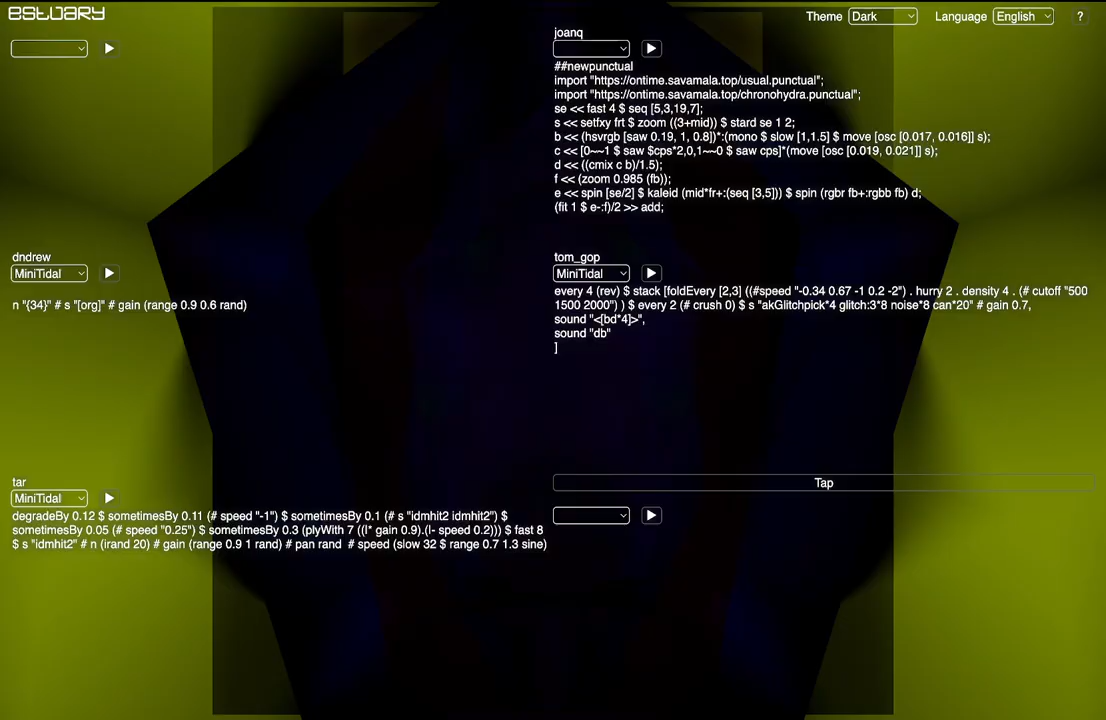 estuary
Theme Dark Language English ?
joanq
##newpunctual
import "https://ontime.savamala.top/usual.punctual";
import "https://ontime.savamala.top/chronohydra.punctual";
se << fast 4 $ seq [5,3,19,7];
s << setfxy frt $ zoom ((3+mid)) $ stard se 1 2;
b << (hsvrgb [saw 0.19, 1, 0.8])*:(mono $ slow [1,1.5] $ move [osc [0.017, 0.016]] s);
c << [0~~1 $ saw $cps*2,0,1~~0 $ saw cps]*(move [osc [0.019, 0.021]] s);
d << ((cmix c b)/1.5);
f << (zoom 0.985 (fb));
e << spin [se/2] $ kaleid (mid*fr+:(seq [3,5])) $ spin (rgbr fb+:rgbb fb) d;
(fit 1 $ e-:f)/2 >> add;
dndrew
MiniTidal
n "{34}" # s "[org]" # gain (range 0.9 0.6 rand)
tom_gop
MiniTidal
every 4 (rev) $ stack [foldEvery [2,3] ((#speed "-0.34 0.67 -1 0.2 -2") . hurry 2 . density 4 . (# cutoff "500
1500 2000") ) $ every 2 (# crush 0) $ s "akGlitchpick*4 glitch:3*8 noise*8 can*20" # gain 0.7,
sound "<[bd*4]>",
sound "db"
]
tar
MiniTidal
degradeBy 0.12 $ sometimesBy 0.11 (# speed "-1") $ sometimesBy 0.1 (# s "idmhit2 idmhit2") $
sometimesBy 0.05 (# speed "0.25") $ sometimesBy 0.3 (plyWith 7 ((|* gain 0.9).(|- speed 0.2))) $ fast 8
$ s "idmhit2" # n (irand 20) # gain (range 0.9 1 rand) # pan rand # speed (slow 32 $ range 0.7 1.3 sine)
Tap